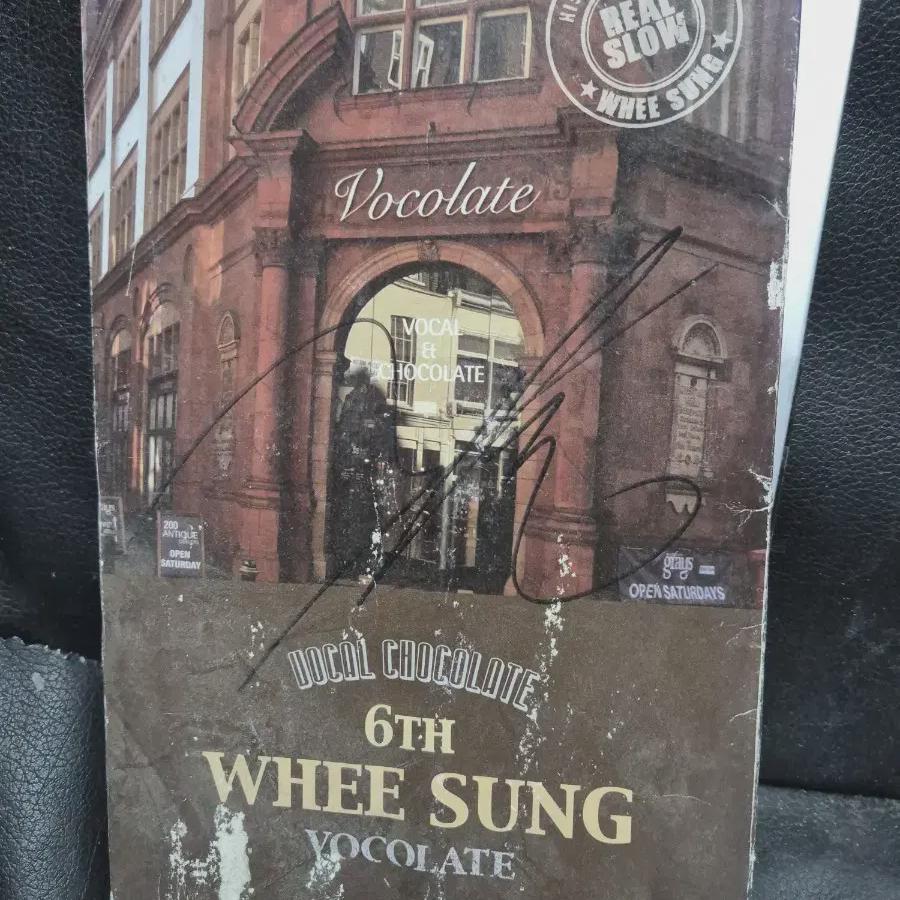 HIS
REAL
SLOW
WHEE SUNG
Vocolate
VOCAL
&
CHOCOLATE
200
ANTIQUE
OPEN
SATURDAY
grays
OPEN SATURDAYS
VOCAL CHOCOLATE
6TH
WHEE SUNG
VOCOLATE